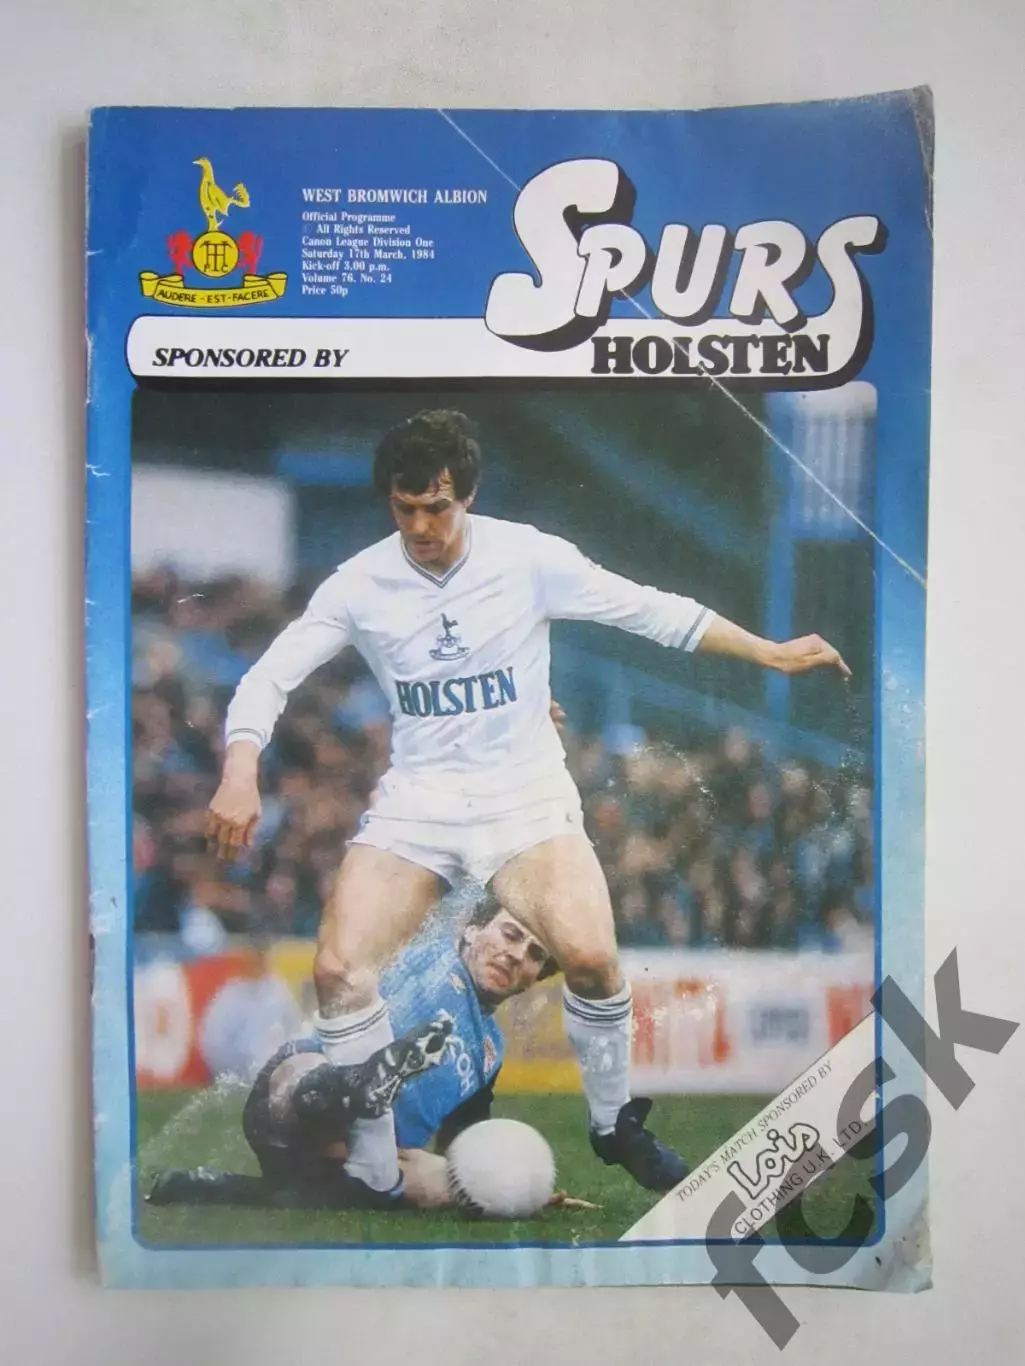 WEST BROMWICH ALBION
Official Programme
© All Rights Reserved
Canon League Division One
Saturday 17th March, 1984
Kick-off 3.00 p.m.
Volume 76. No. 24
Price 50p
SPURS
AUDERE - EST - FACERE
SPONSORED BY
HOLSTEN
HOLSTEN
TODAY'S MATCH SPONSORED BY
Lois
CLOTHING U.K. LTD.
fcsk